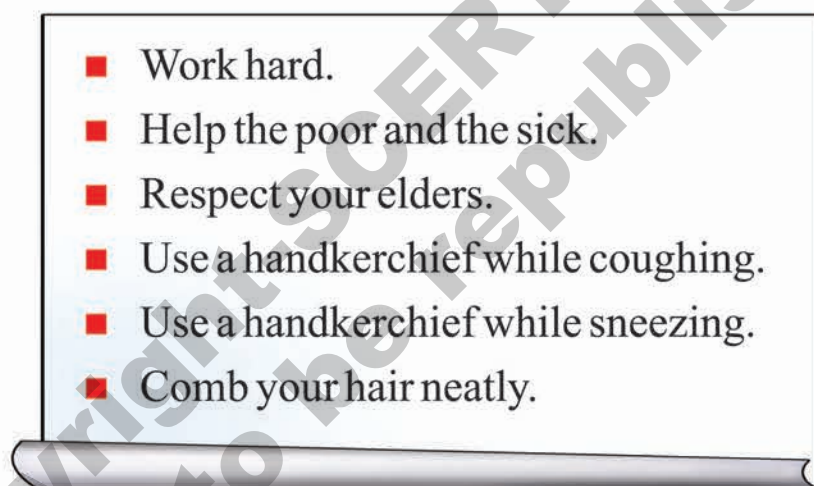 Work hard.
Help the poor and the sick.
Respect your elders.
Use a handkerchief while coughing.
Use a handkerchief while sneezing.
Comb your hair neatly.